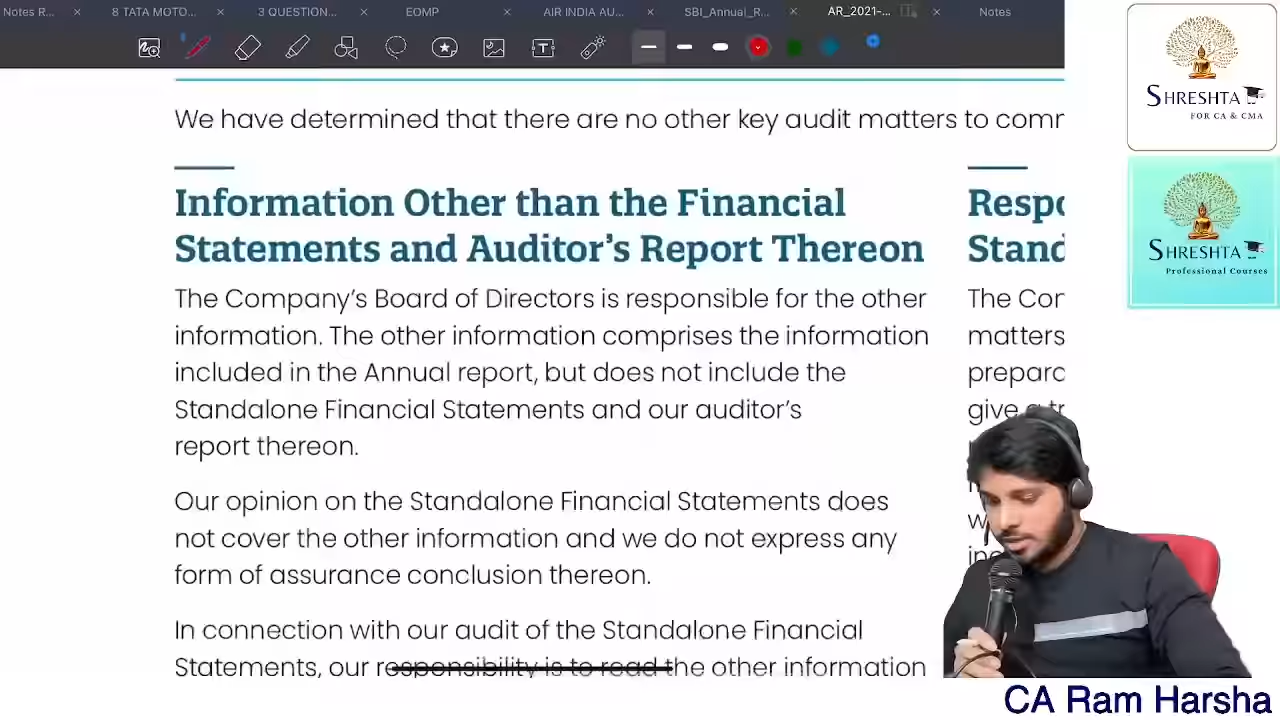 Notes R... × 8 TATA MOTO... × 3 QUESTION... × EOMP × AIR INDIA AU... × SBI_Annual_R... × AR_2021-... × Notes
We have determined that there are no other key audit matters to comm
Information Other than the Financial
Statements and Auditor's Report Thereon
The Company's Board of Directors is responsible for the other
information. The other information comprises the information
included in the Annual report, but does not include the
Standalone Financial Statements and our auditor's
report thereon.
Our opinion on the Standalone Financial Statements does
not cover the other information and we do not express any
form of assurance conclusion thereon.
In connection with our audit of the Standalone Financial
Statements, our responsibility is to read the other information
Respo
Stand
The Cor
matters
prepara
give a tr
SHRESHTA
FOR CA & CMA
SHRESHTA
Professional Courses
CA Ram Harsha